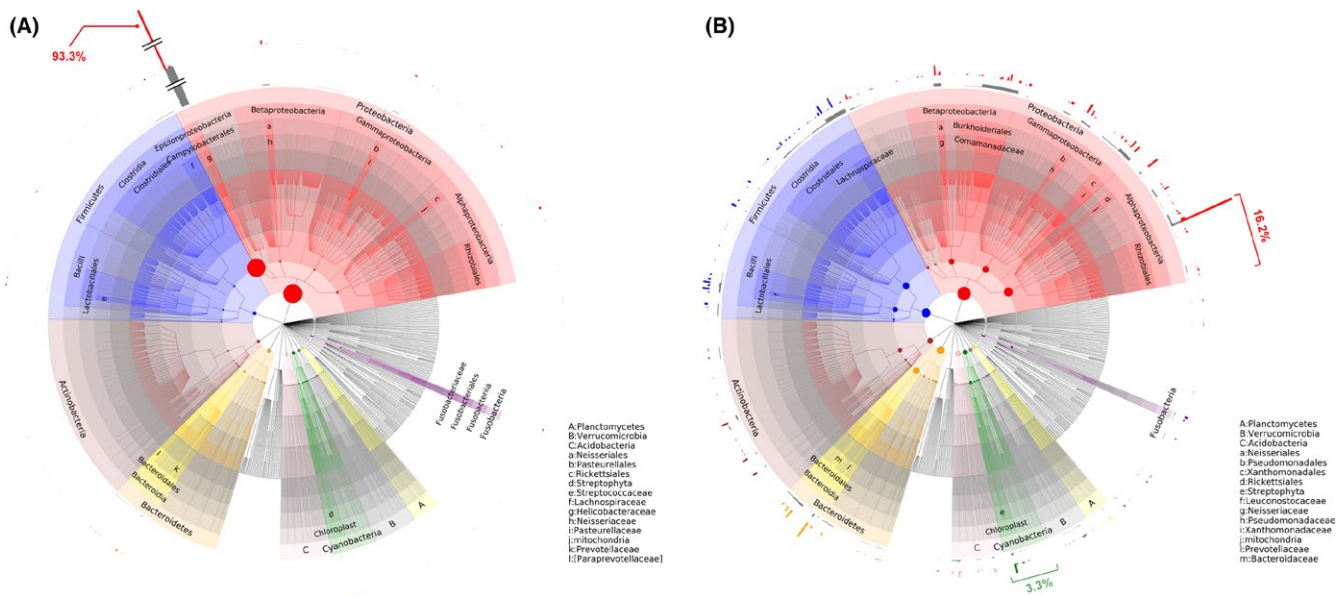 (A)
93.3%
Proteobacteria
Betaproteobacteria
Gammaproteobacteria
Alphaproteobacteria
Rhizobiales
Epsilonproteobacteria
Campylobacterales
a
h
g
b
i
c
j
Firmicutes
Clostridia
Clostridiales
f
Bacilli
Lactobacillales
e
Actinobacteria
l
k
Bacteroidales
Bacteroidia
Bacteroidetes
Fusobacteriaceae
Fusobacteriales
Fusobacteriia
Fusobacteria
d
Chloroplast
Cyanobacteria
C
B
A
A:Planctomycetes
B:Verrucomicrobia
C:Acidobacteria
a:Neisseriales
b:Pasteurellales
c:Rickettsiales
d:Streptophyta
e:Streptococcaceae
f:Lachnospiraceae
g:Helicobacteraceae
h:Neisseriaceae
i:Pasteurellaceae
j:mitochondria
k:Prevotellaceae
l:[Paraprevotellaceae]
(B)
16.2%
Proteobacteria
Betaproteobacteria
Burkholderiales
Comamonadaceae
Gammaproteobacteria
Alphaproteobacteria
Rhizobiales
a
g
b
h
c
i
d
j
Firmicutes
Clostridia
Clostridiales
Lachnospiraceae
Bacilli
Lactobacillales
f
Actinobacteria
m
l
Bacteroidales
Bacteroidia
Bacteroidetes
Fusobacteria
e
Chloroplast
Cyanobacteria
C
B
A
3.3%
A:Planctomycetes
B:Verrucomicrobia
C:Acidobacteria
a:Neisseriales
b:Pseudomonadales
c:Xanthomonadales
d:Rickettsiales
e:Streptophyta
f:Leuconostocaceae
g:Neisseriaceae
h:Pseudomonadaceae
i:Xanthomonadaceae
j:mitochondria
l:Prevotellaceae
m:Bacteroidaceae